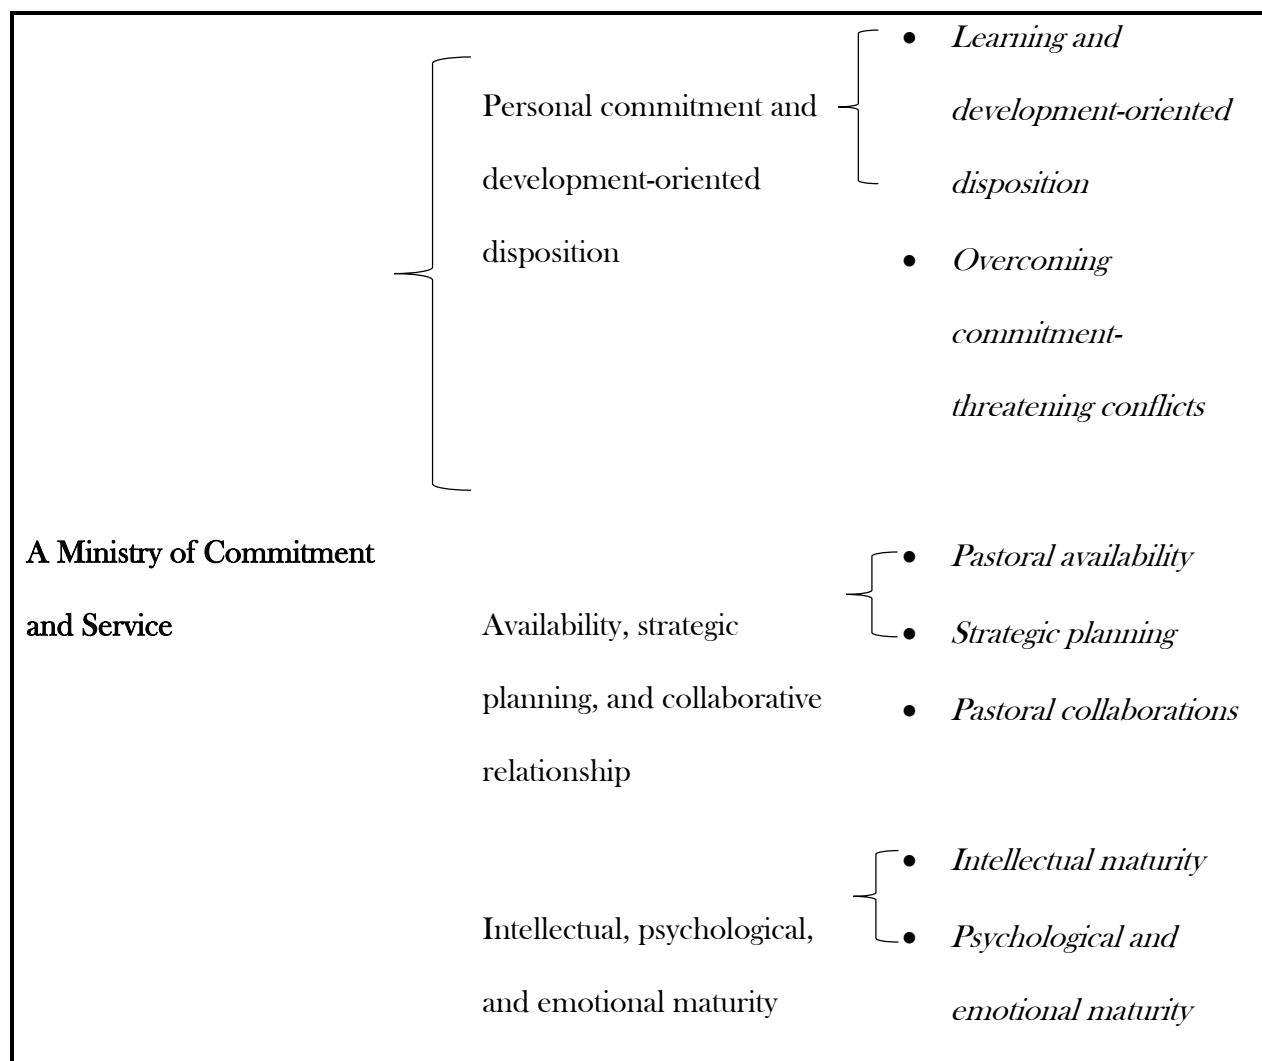 A Ministry of Commitment
and Service
Personal commitment and
development-oriented
disposition
• Learning and
development-oriented
disposition
• Overcoming
commitment-
threatening conflicts
Availability, strategic
planning, and collaborative
relationship
• Pastoral availability
• Strategic planning
• Pastoral collaborations
Intellectual, psychological,
and emotional maturity
• Intellectual maturity
• Psychological and
emotional maturity